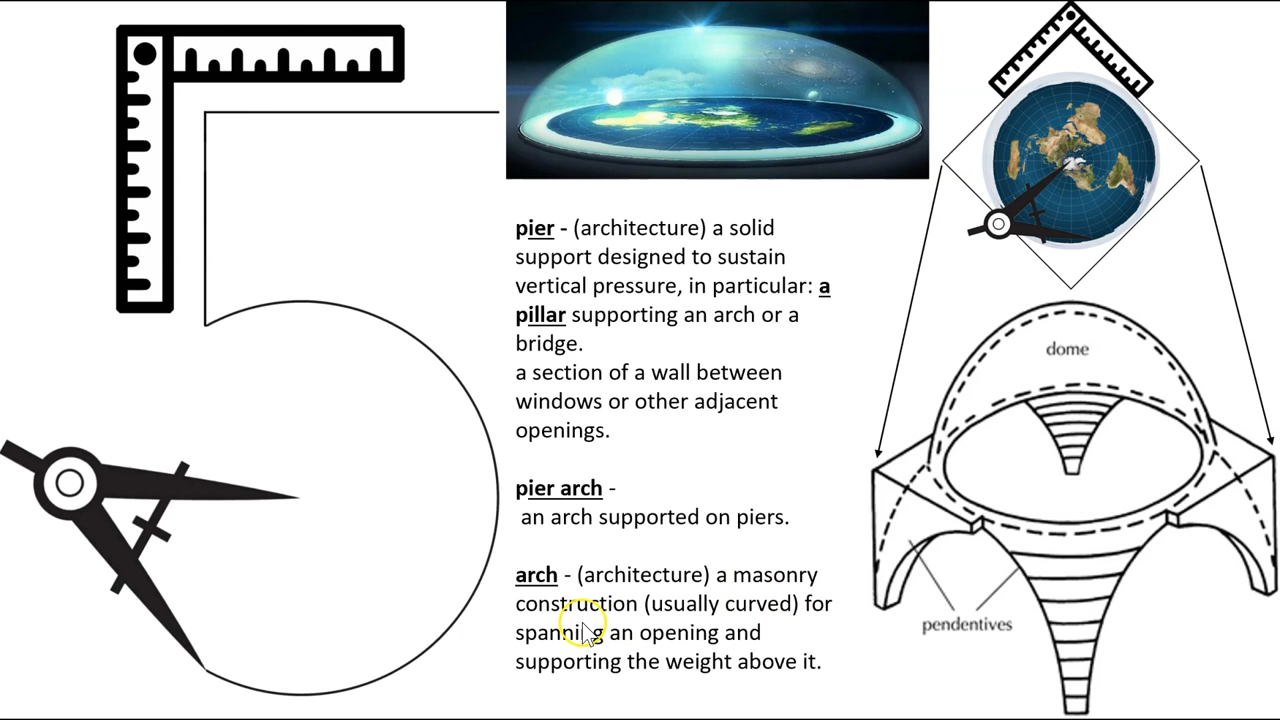 pier - (architecture) a solid
support designed to sustain
vertical pressure, in particular: a
pillar supporting an arch or a
bridge.
a section of a wall between
windows or other adjacent
openings.
pier arch -
an arch supported on piers.
arch - (architecture) a masonry
construction (usually curved) for
spanning an opening and
supporting the weight above it.
dome
pendentives